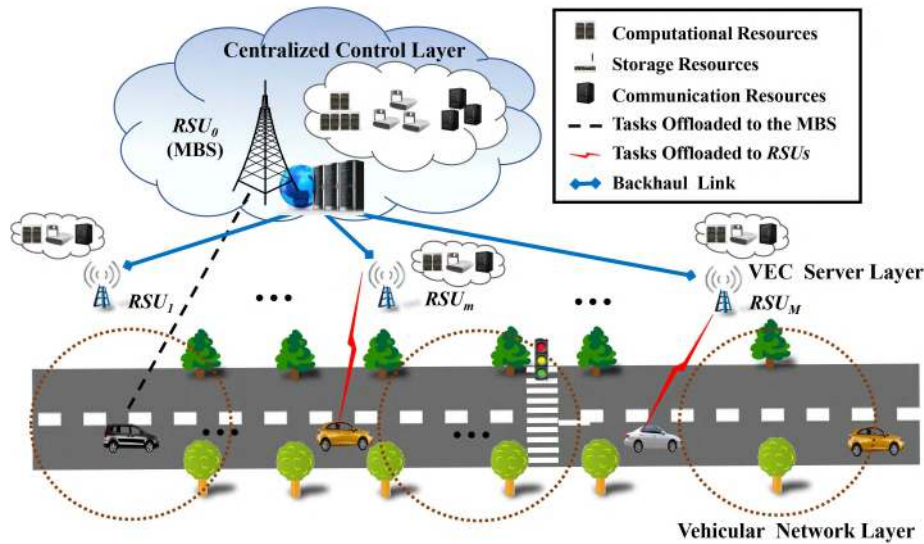 Centralized Control Layer
RSU₀
(MBS)
Computational Resources
Storage Resources
Communication Resources
Tasks Offloaded to the MBS
Tasks Offloaded to RSUs
Backhaul Link
VEC Server Layer
RSU₁
RSUₘ
RSU_M
Vehicular Network Layer